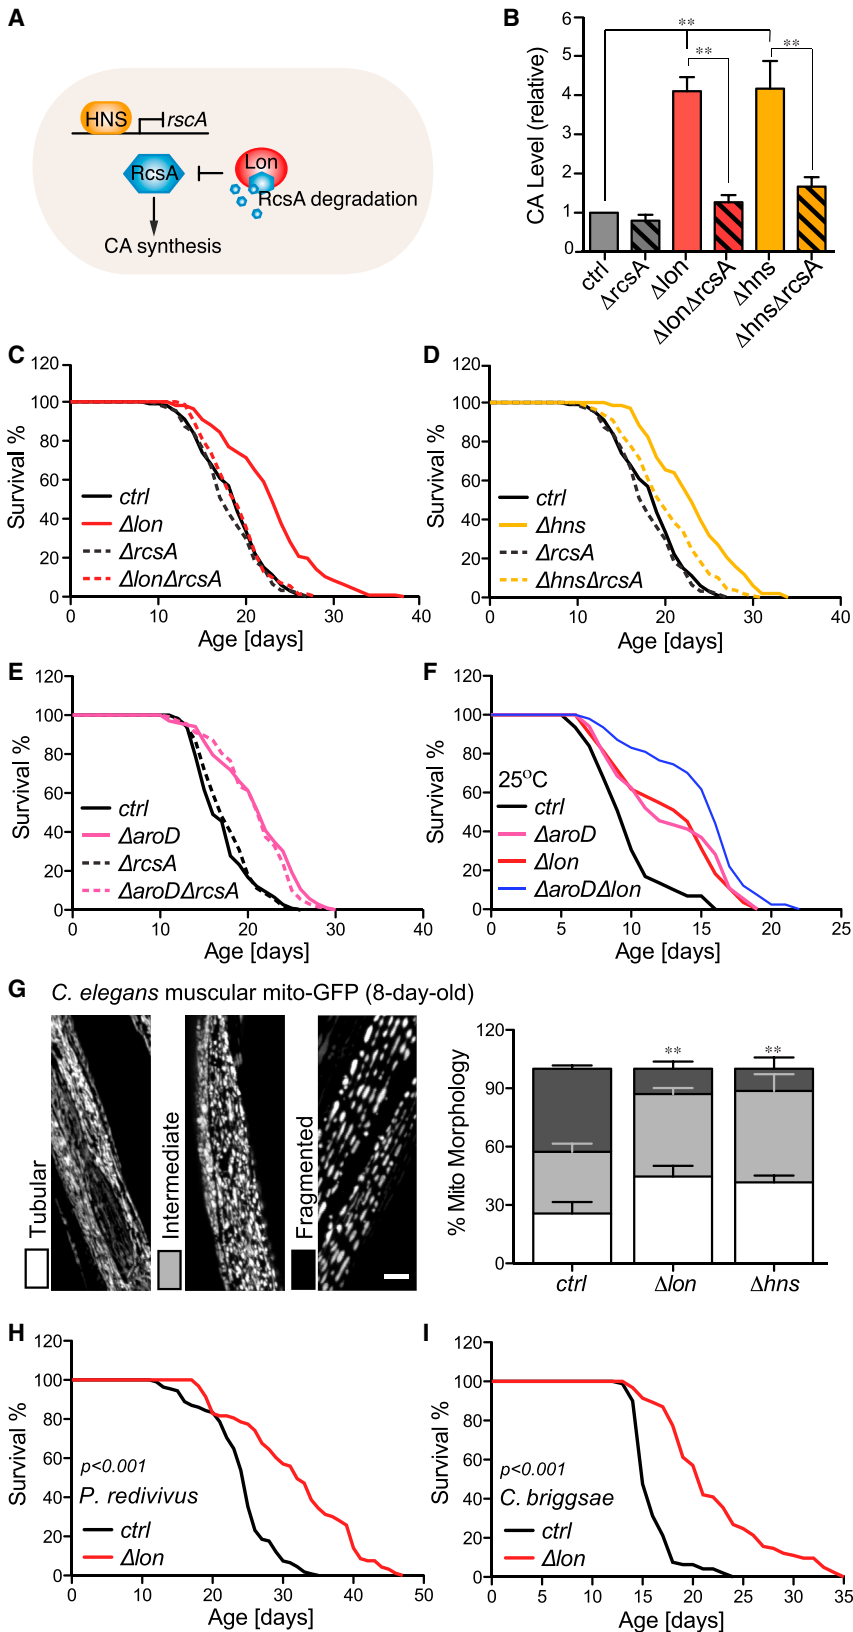 A
HNS
rscA
RcsA
Lon
RcsA degradation
CA synthesis
B
CA Level (relative)
6
5
4
3
2
1
0
**
**
**
ctrl
ΔrcsA
Δlon
ΔlonΔrcsA
Δhns
ΔhnsΔrcsA
C
Survival %
120
100
80
60
40
20
0
ctrl
Δlon
ΔrcsA
ΔlonΔrcsA
0 10 20 30 40
Age [days]
D
Survival %
120
100
80
60
40
20
0
ctrl
Δhns
ΔrcsA
ΔhnsΔrcsA
0 10 20 30 40
Age [days]
E
Survival %
120
100
80
60
40
20
0
ctrl
ΔaroD
ΔrcsA
ΔaroDΔrcsA
0 10 20 30 40
Age [days]
F
Survival %
120
100
80
60
40
20
0
25°C
ctrl
ΔaroD
Δlon
ΔaroDΔlon
0 5 10 15 20 25
Age [days]
G
C. elegans muscular mito-GFP (8-day-old)
Tubular
Intermediate
Fragmented
% Mito Morphology
120
90
60
30
0
** **
ctrl Δlon Δhns
H
Survival %
120
100
80
60
40
20
0
p<0.001
P. redivivus
ctrl
Δlon
0 10 20 30 40 50
Age [days]
I
Survival %
120
100
80
60
40
20
0
p<0.001
C. briggsae
ctrl
Δlon
0 5 10 15 20 25 30 35
Age [days]